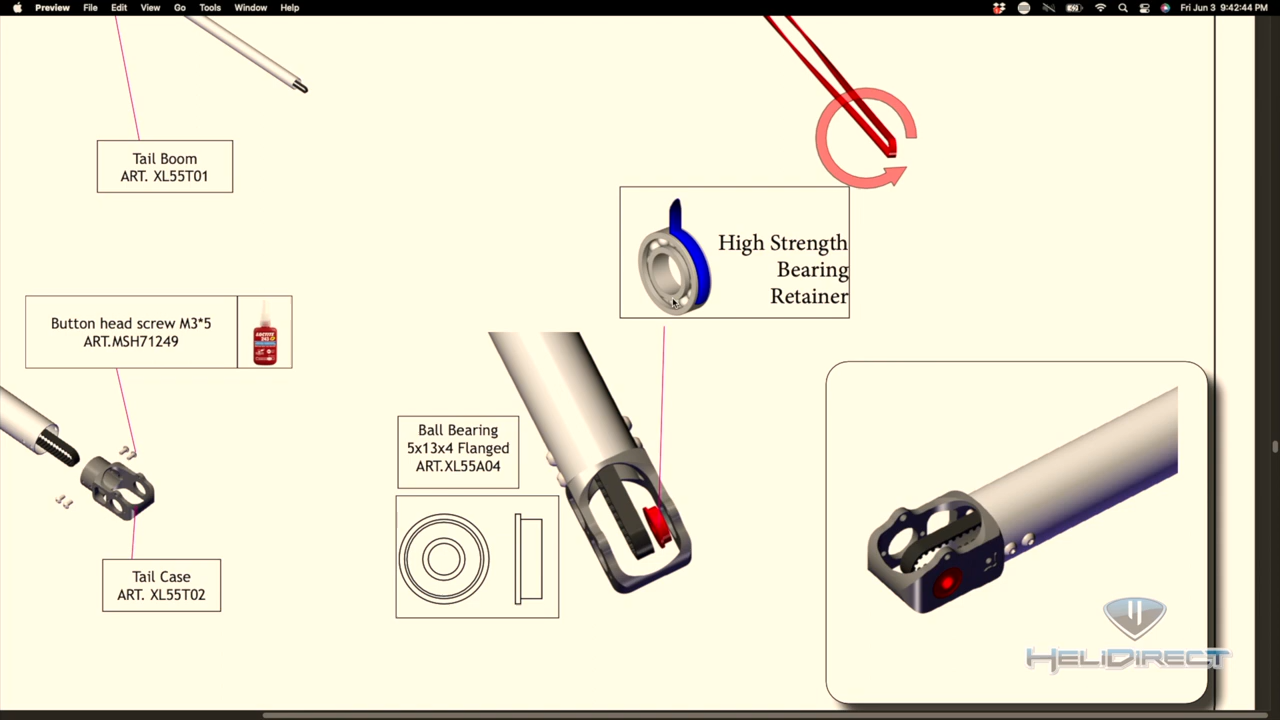 Preview File Edit View Go Tools Window Help
Fri Jun 3 9:42:44 PM
Tail Boom
ART. XL55T01
High Strength
Bearing
Retainer
Button head screw M3*5
ART.MSH71249
LOCTITE
243
Ball Bearing
5x13x4 Flanged
ART.XL55A04
Tail Case
ART. XL55T02
HELIDIRECT